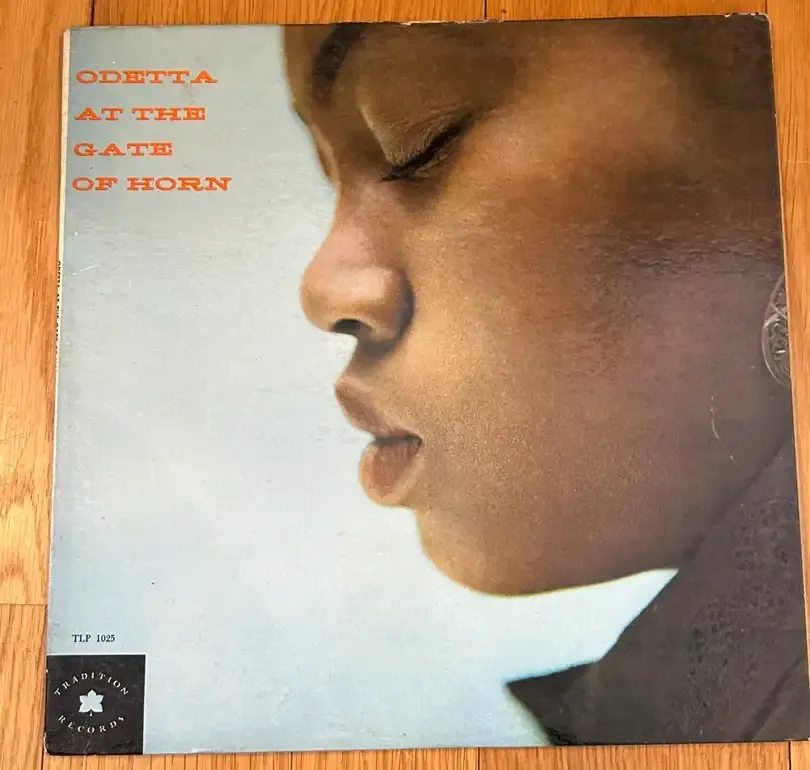 ODETTA
AT THE
GATE
OF HORN
TLP 1025
TRADITION
RECORDS